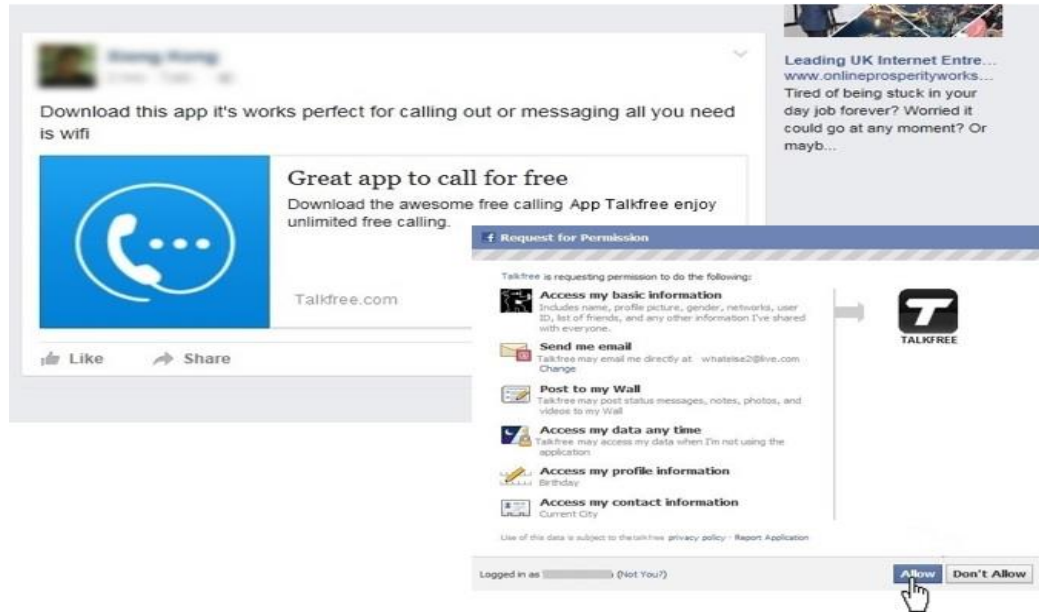 Download this app it's works perfect for calling out or messaging all you need
is wifi
Great app to call for free
Download the awesome free calling App Talkfree enjoy
unlimited free calling.
Talkfree.com
Like Share
Leading UK Internet Entre...
www.onlineprosperityworks...
Tired of being stuck in your
day job forever? Worried it
could go at any moment? Or
mayb...
f Request for Permission
Talkfree is requesting permission to do the following:
Access my basic information
Includes name, profile picture, gender, networks, user
ID, list of friends, and any other information I've shared
with everyone.
Send me email
Talkfree may email me directly at whatelse2@live.com
Change
Post to my Wall
Talkfree may post status messages, notes, photos, and
videos to my Wall
Access my data any time
Talkfree may access my data when I'm not using the
application
Access my profile information
Birthday
Access my contact information
Current City
Use of this data is subject to the talkfree privacy policy · Report Application
T
TALKFREE
Logged in as (Not You?)
Allow Don't Allow